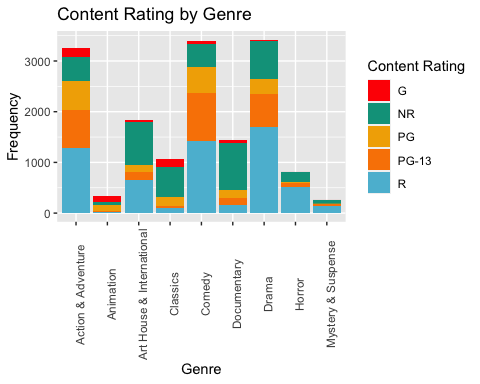 Content Rating by Genre
Frequency
3000
2000
1000
0
Action & Adventure
Animation
Art House & International
Classics
Comedy
Documentary
Drama
Horror
Mystery & Suspense
Genre
Content Rating
G
NR
PG
PG-13
R